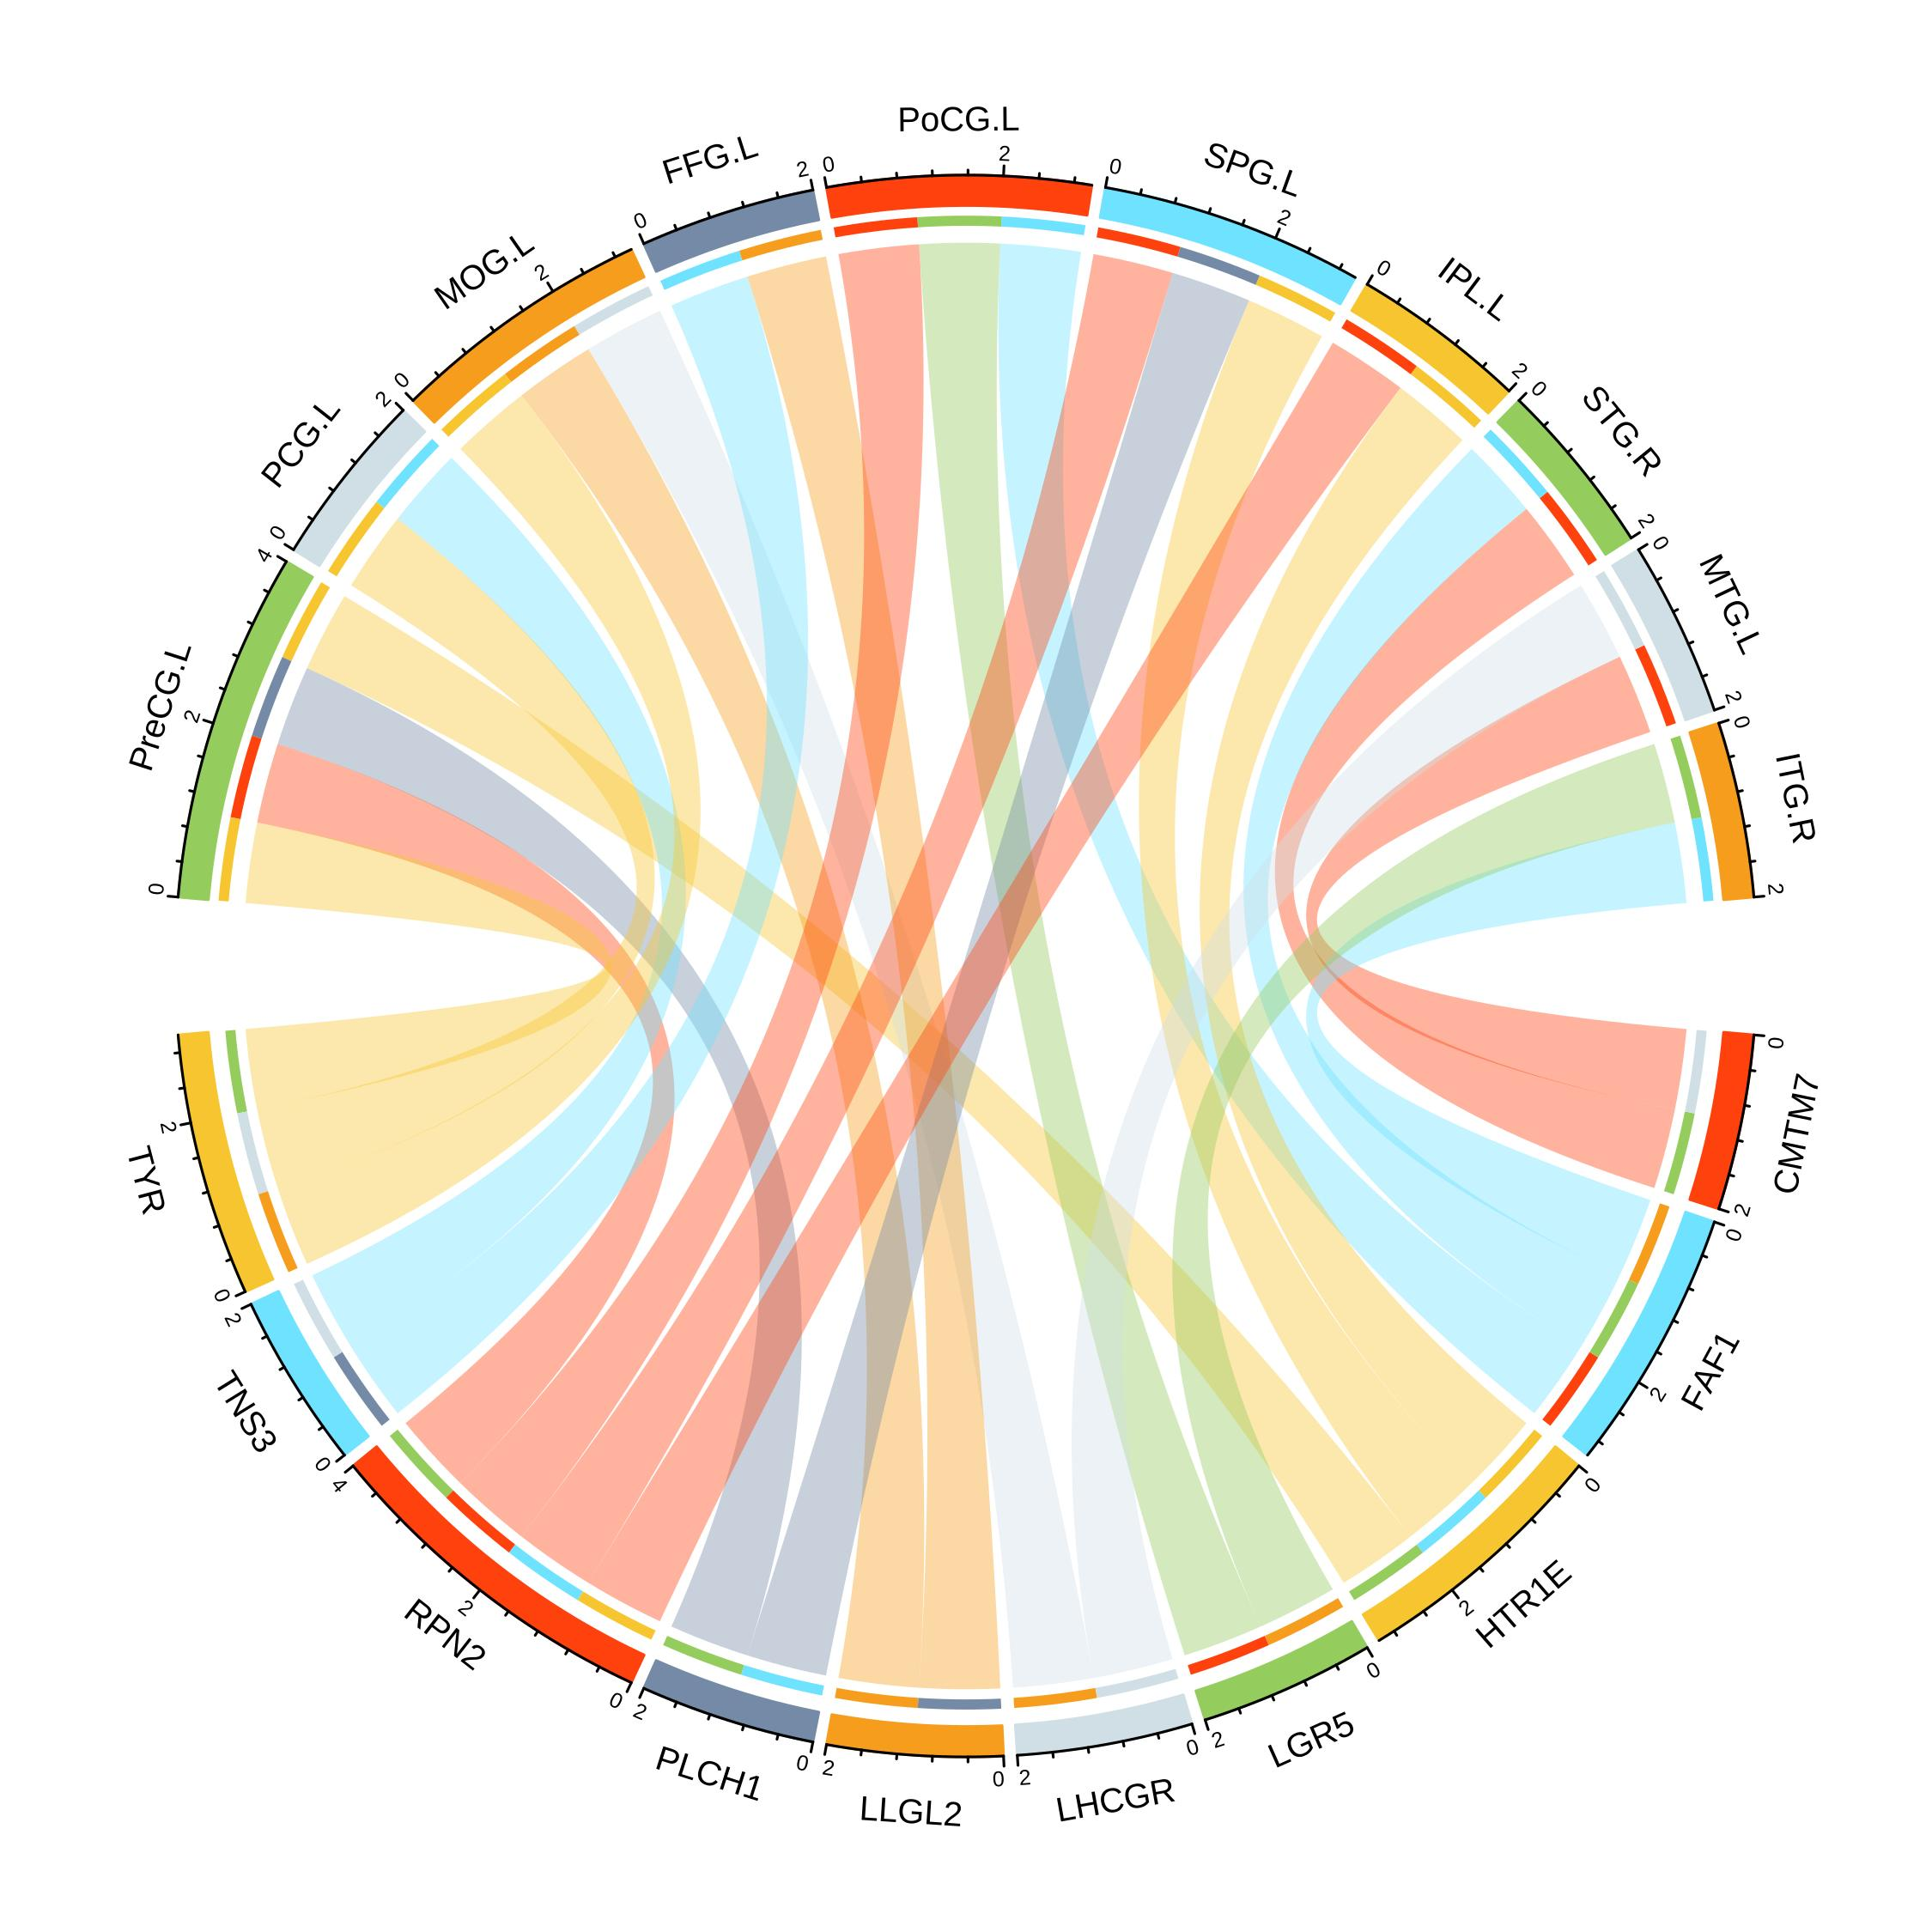 PoCG.L
SPG.L
IPL.L
STG.R
MTG.L
ITG.R
CMTM7
FAF1
HTR1E
LGR5
LHCGR
LLGL2
PLCH1
RPN2
TNS3
TYR
PreCG.L
PCG.L
MOG.L
FFG.L
0 2
0 2
0 2
0 2
0 2
0 2
0 2
0 2
0 2
0 2
0 2
0 2
0 2
0 2 4
0 2
0 2
0 2 4
0 2
0 2
0 2